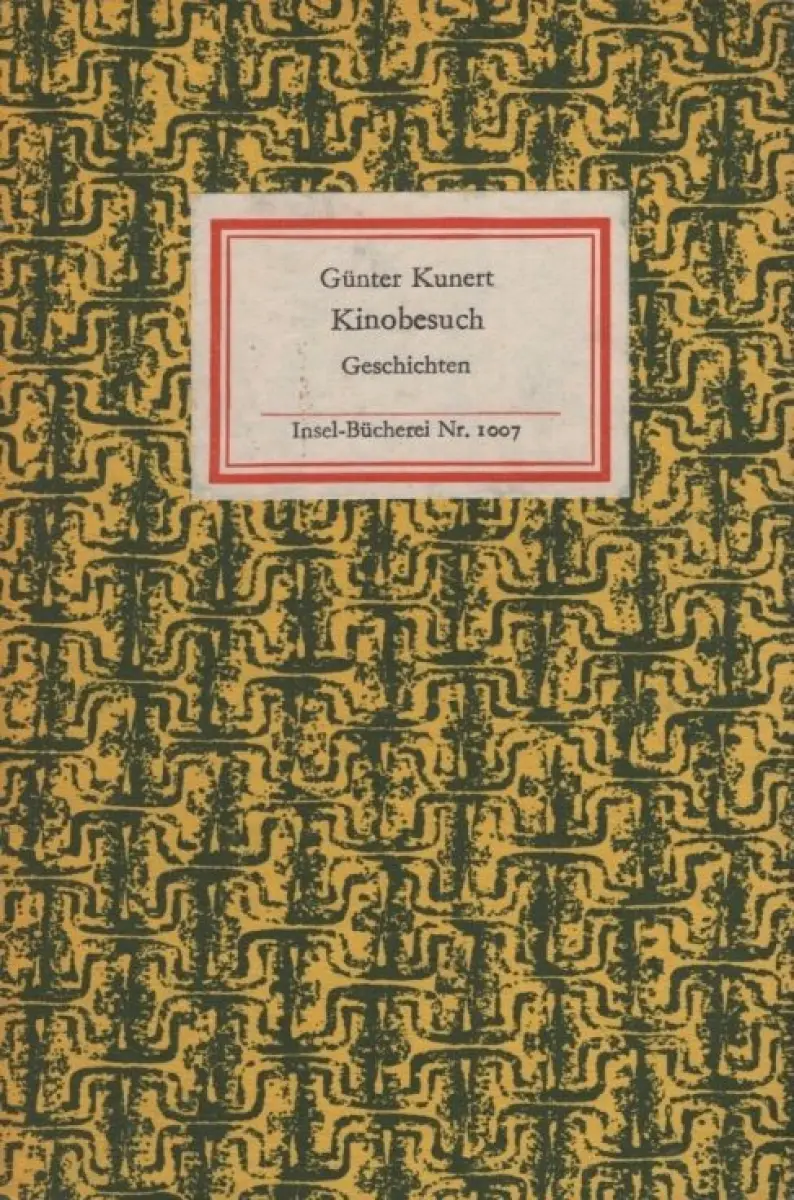 Günter Kunert
Kinobesuch
Geschichten
Insel-Bücherei Nr. 1007